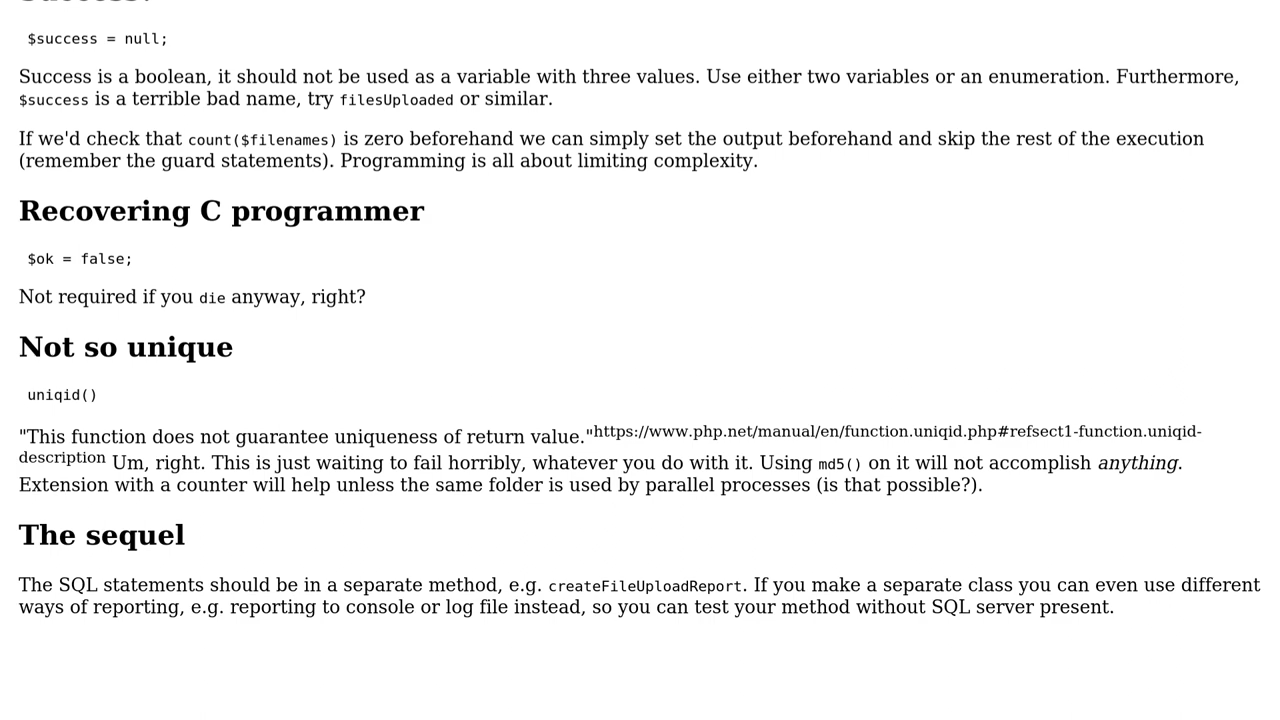 $success = null;
Success is a boolean, it should not be used as a variable with three values. Use either two variables or an enumeration. Furthermore,
$success is a terrible bad name, try filesUploaded or similar.
If we'd check that count($filenames) is zero beforehand we can simply set the output beforehand and skip the rest of the execution
(remember the guard statements). Programming is all about limiting complexity.
Recovering C programmer
$ok = false;
Not required if you die anyway, right?
Not so unique
uniqid()
"This function does not guarantee uniqueness of return value."https://www.php.net/manual/en/function.uniqid.php#refsect1-function.uniqid-
description Um, right. This is just waiting to fail horribly, whatever you do with it. Using md5() on it will not accomplish anything.
Extension with a counter will help unless the same folder is used by parallel processes (is that possible?).
The sequel
The SQL statements should be in a separate method, e.g. createFileUploadReport. If you make a separate class you can even use different
ways of reporting, e.g. reporting to console or log file instead, so you can test your method without SQL server present.